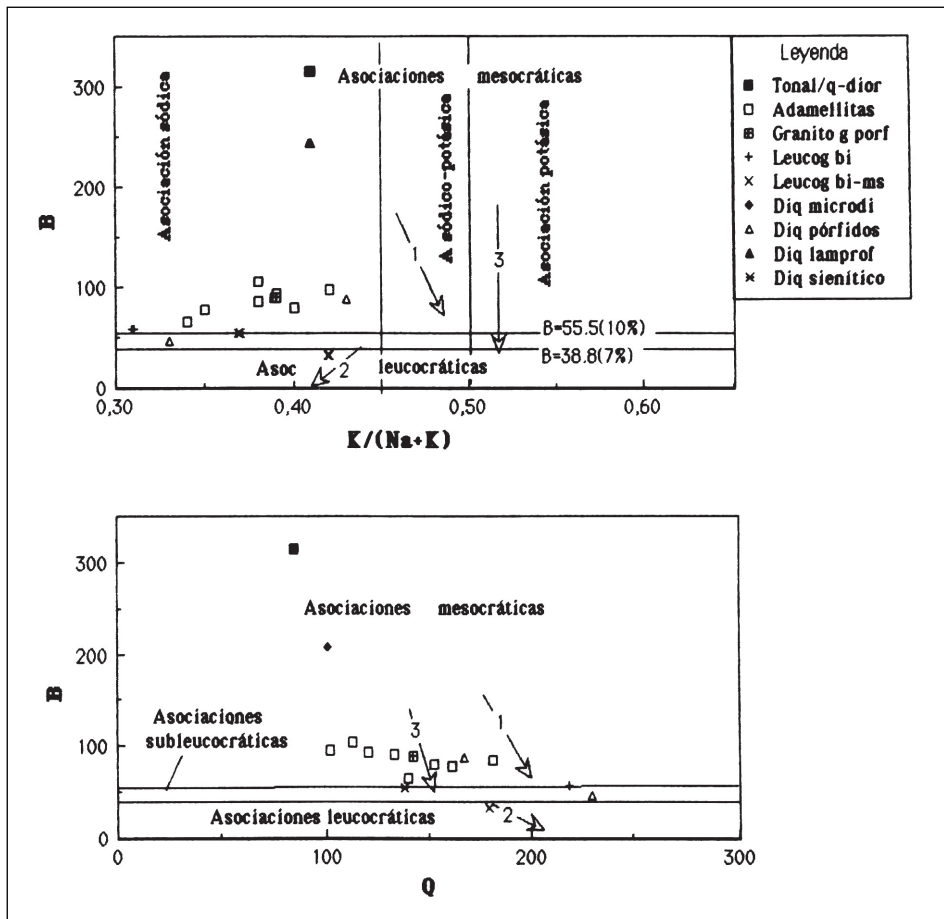 300
200
100
0
B
Asociación sódica
Asociaciones mesocráticas
sódico-potásica
Asociación potásica
1
3
2
B=55.5(10%)
B=38.8(7%)
Asoc leucocráticas
0,30
0,40
0,50
0,60
K/(Na+K)
Leyenda
Tonal/q-dior
Adamellitas
Granito g porf
Leucog bi
Leucog bi-ms
Diq microdi
Diq pórfidos
Diq lamprof
Diq sienítico
300
200
100
0
B
Asociaciones mesocráticas
Asociaciones
subleucocráticas
3
1
2
Asociaciones leucocráticas
0
100
200
300
Q